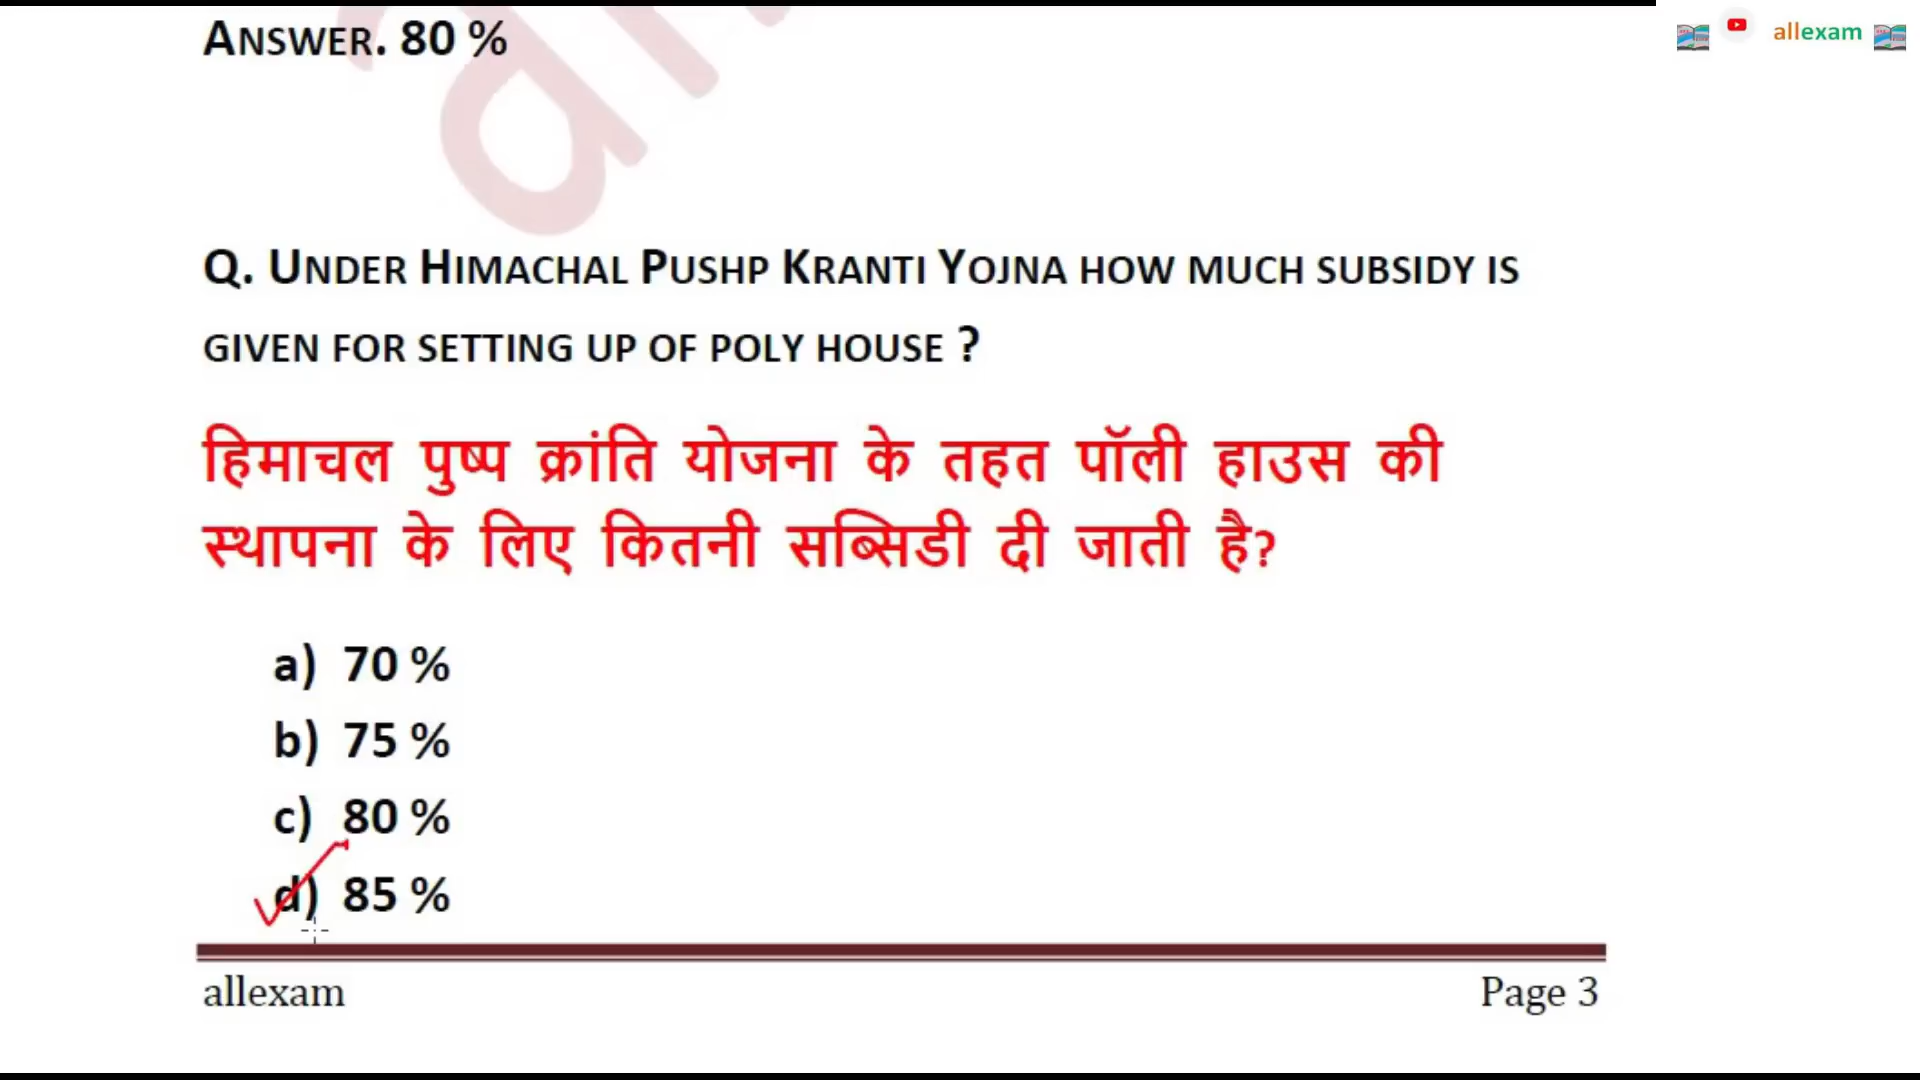 allexam
ANSWER. 80 %
Q. UNDER HIMACHAL PUSHP KRANTI YOJNA HOW MUCH SUBSIDY IS
GIVEN FOR SETTING UP OF POLY HOUSE ?
हिमाचल पुष्प क्रांति योजना के तहत पॉली हाउस की
स्थापना के लिए कितनी सब्सिडी दी जाती है?
a) 70 %
b) 75 %
c) 80 %
d) 85 %
allexam Page 3